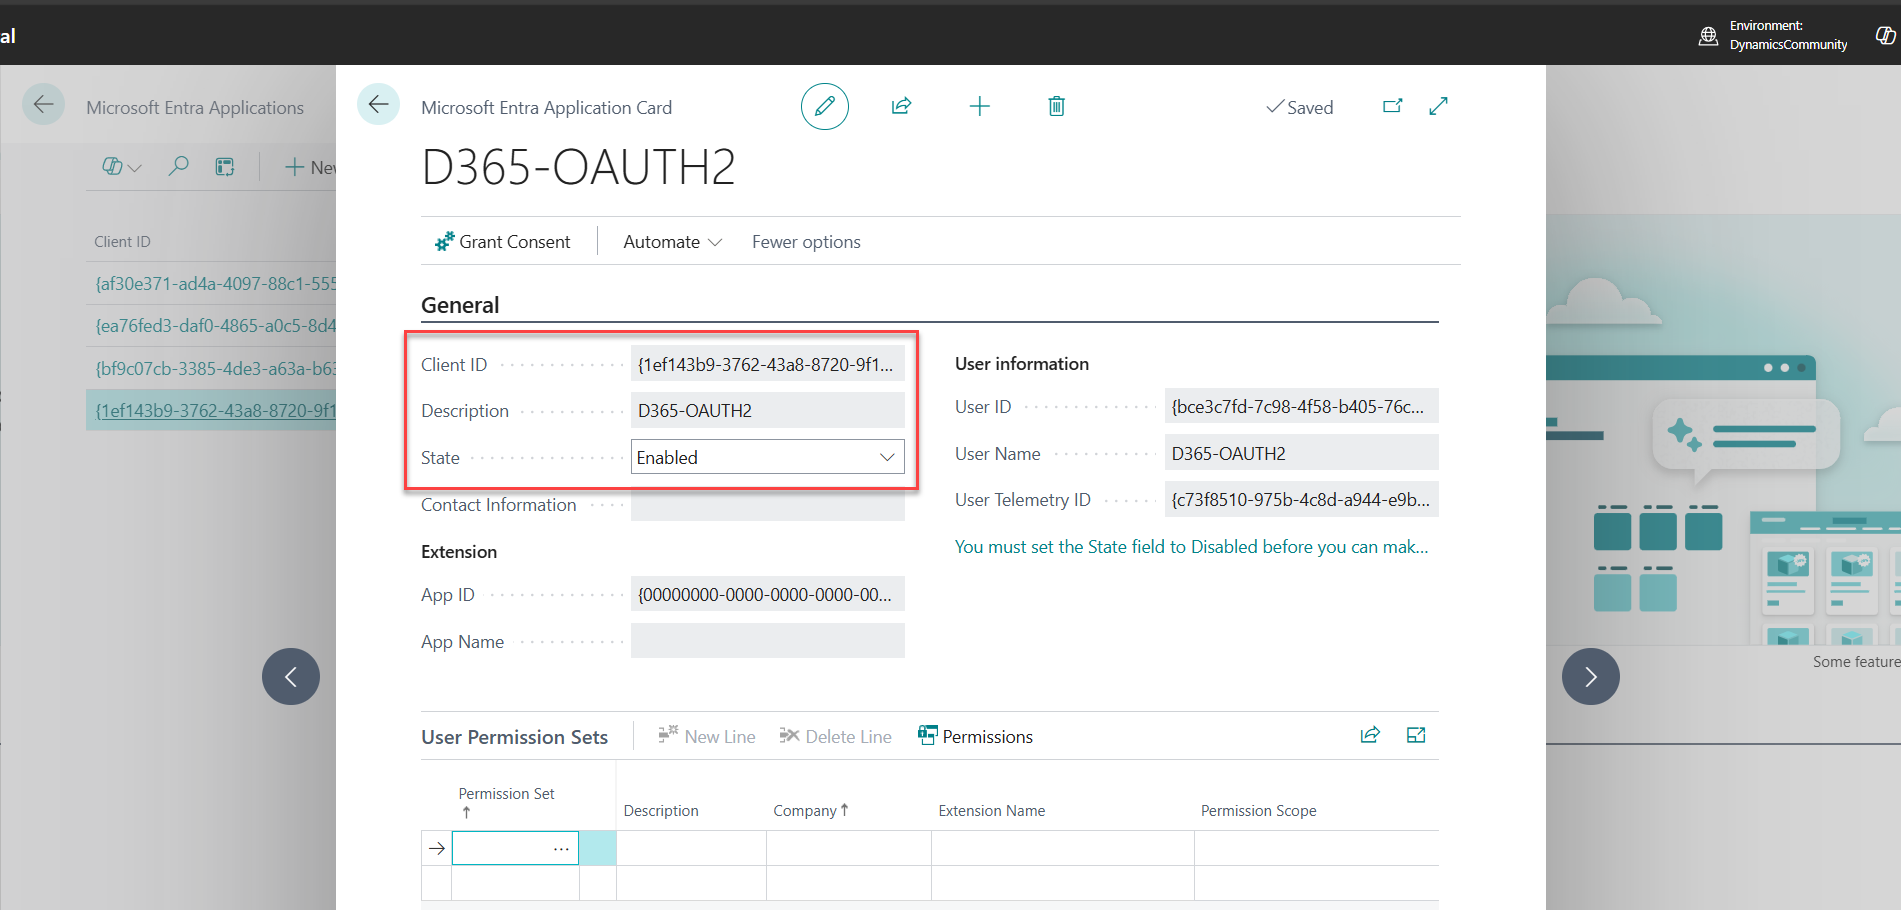 al
Environment:
DynamicsCommunity
Microsoft Entra Applications
New
Client ID
{af30e371-ad4a-4097-88c1-555
{ea76fed3-daf0-4865-a0c5-8d4
{bf9c07cb-3385-4de3-a63a-b63
{1ef143b9-3762-43a8-8720-9f1
Microsoft Entra Application Card
Saved
D365-OAUTH2
Grant Consent
Automate
Fewer options
General
Client ID
{1ef143b9-3762-43a8-8720-9f1...
Description
D365-OAUTH2
State
Enabled
Contact Information
Extension
App ID
{00000000-0000-0000-0000-00...
App Name
User information
User ID
{bce3c7fd-7c98-4f58-b405-76c...
User Name
D365-OAUTH2
User Telemetry ID
{c73f8510-975b-4c8d-a944-e9b...
You must set the State field to Disabled before you can mak...
User Permission Sets
New Line
Delete Line
Permissions
Permission Set
Description
Company
Extension Name
Permission Scope
Some feature